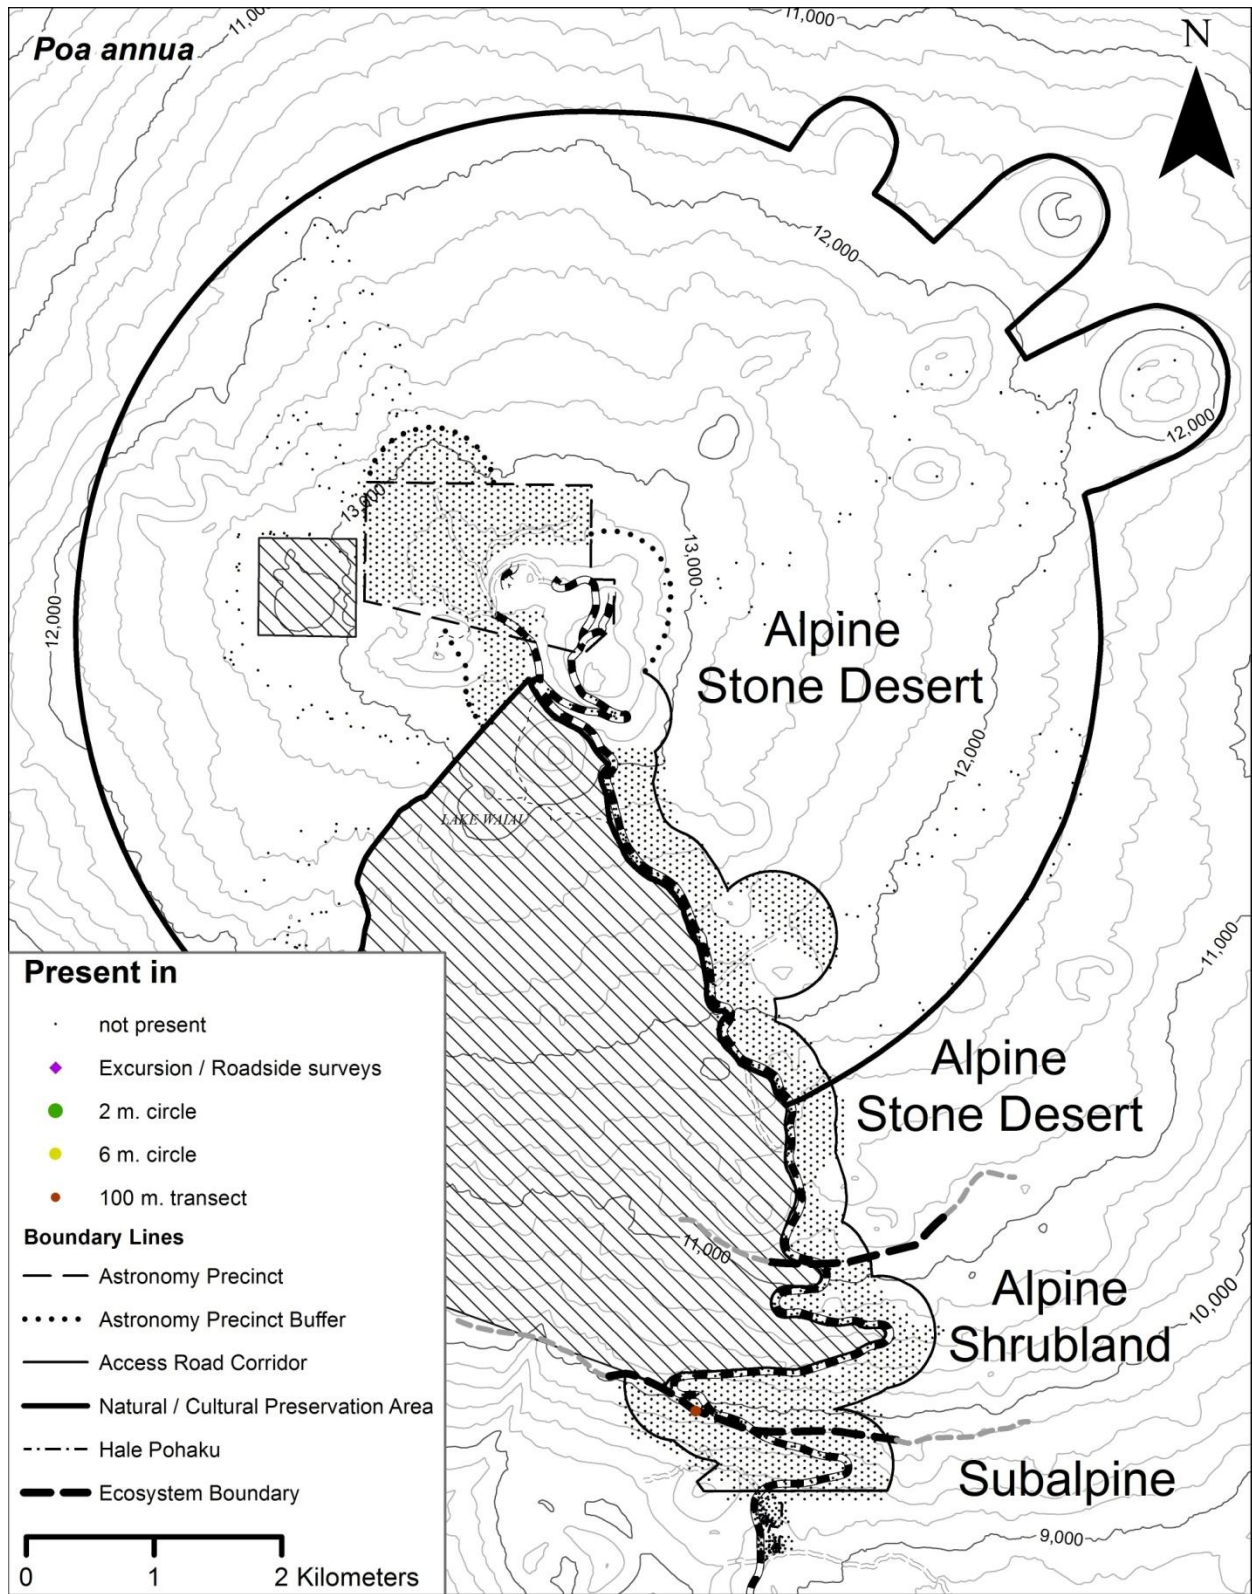 Poa annua
11,000
11,000
N
12,000
12,000
13,000
13,000
12,000
Alpine
Stone Desert
12,000
LAKE WAIAU
11,000
Present in
not present
Excursion / Roadside surveys
2 m. circle
6 m. circle
100 m. transect
Boundary Lines
Astronomy Precinct
Astronomy Precinct Buffer
Access Road Corridor
Natural / Cultural Preservation Area
Hale Pohaku
Ecosystem Boundary
0 1 2 Kilometers
Alpine
Stone Desert
11,000
Alpine
Shrubland
10,000
Subalpine
9,000